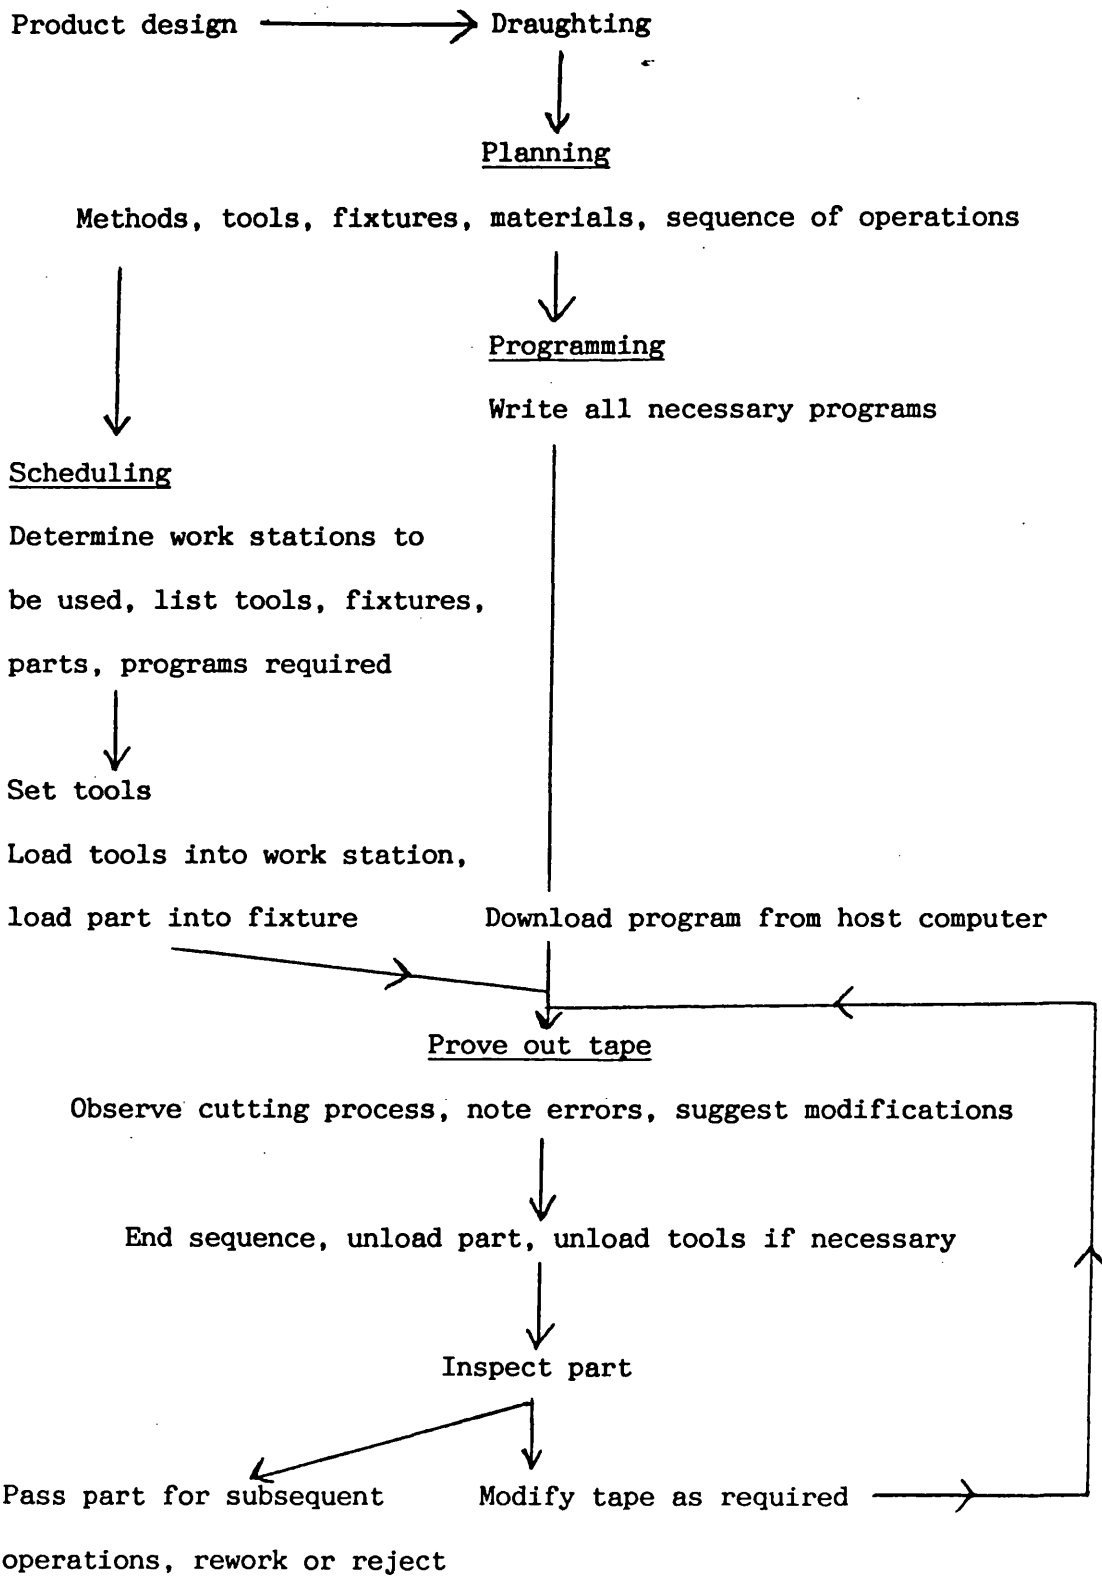 Product design
Draughting
Planning
Methods, tools, fixtures, materials, sequence of operations
Programming
Write all necessary programs
Scheduling
Determine work stations to
be used, list tools, fixtures,
parts, programs required
Set tools
Load tools into work station,
load part into fixture
Download program from host computer
Prove out tape
Observe cutting process, note errors, suggest modifications
End sequence, unload part, unload tools if necessary
Inspect part
Pass part for subsequent
operations, rework or reject
Modify tape as required